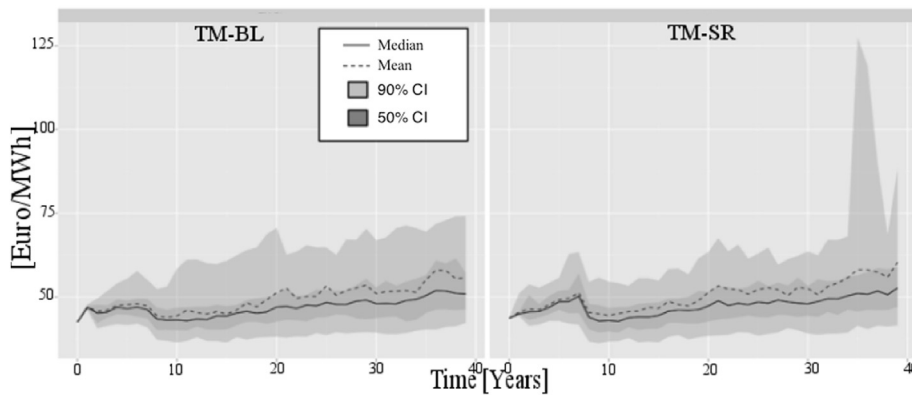 TM-BL
TM-SR
Median
Mean
90% CI
50% CI
125
100
75
50
[Euro/MWh]
0 10 20 30 40
0 10 20 30 40
Time [Years]